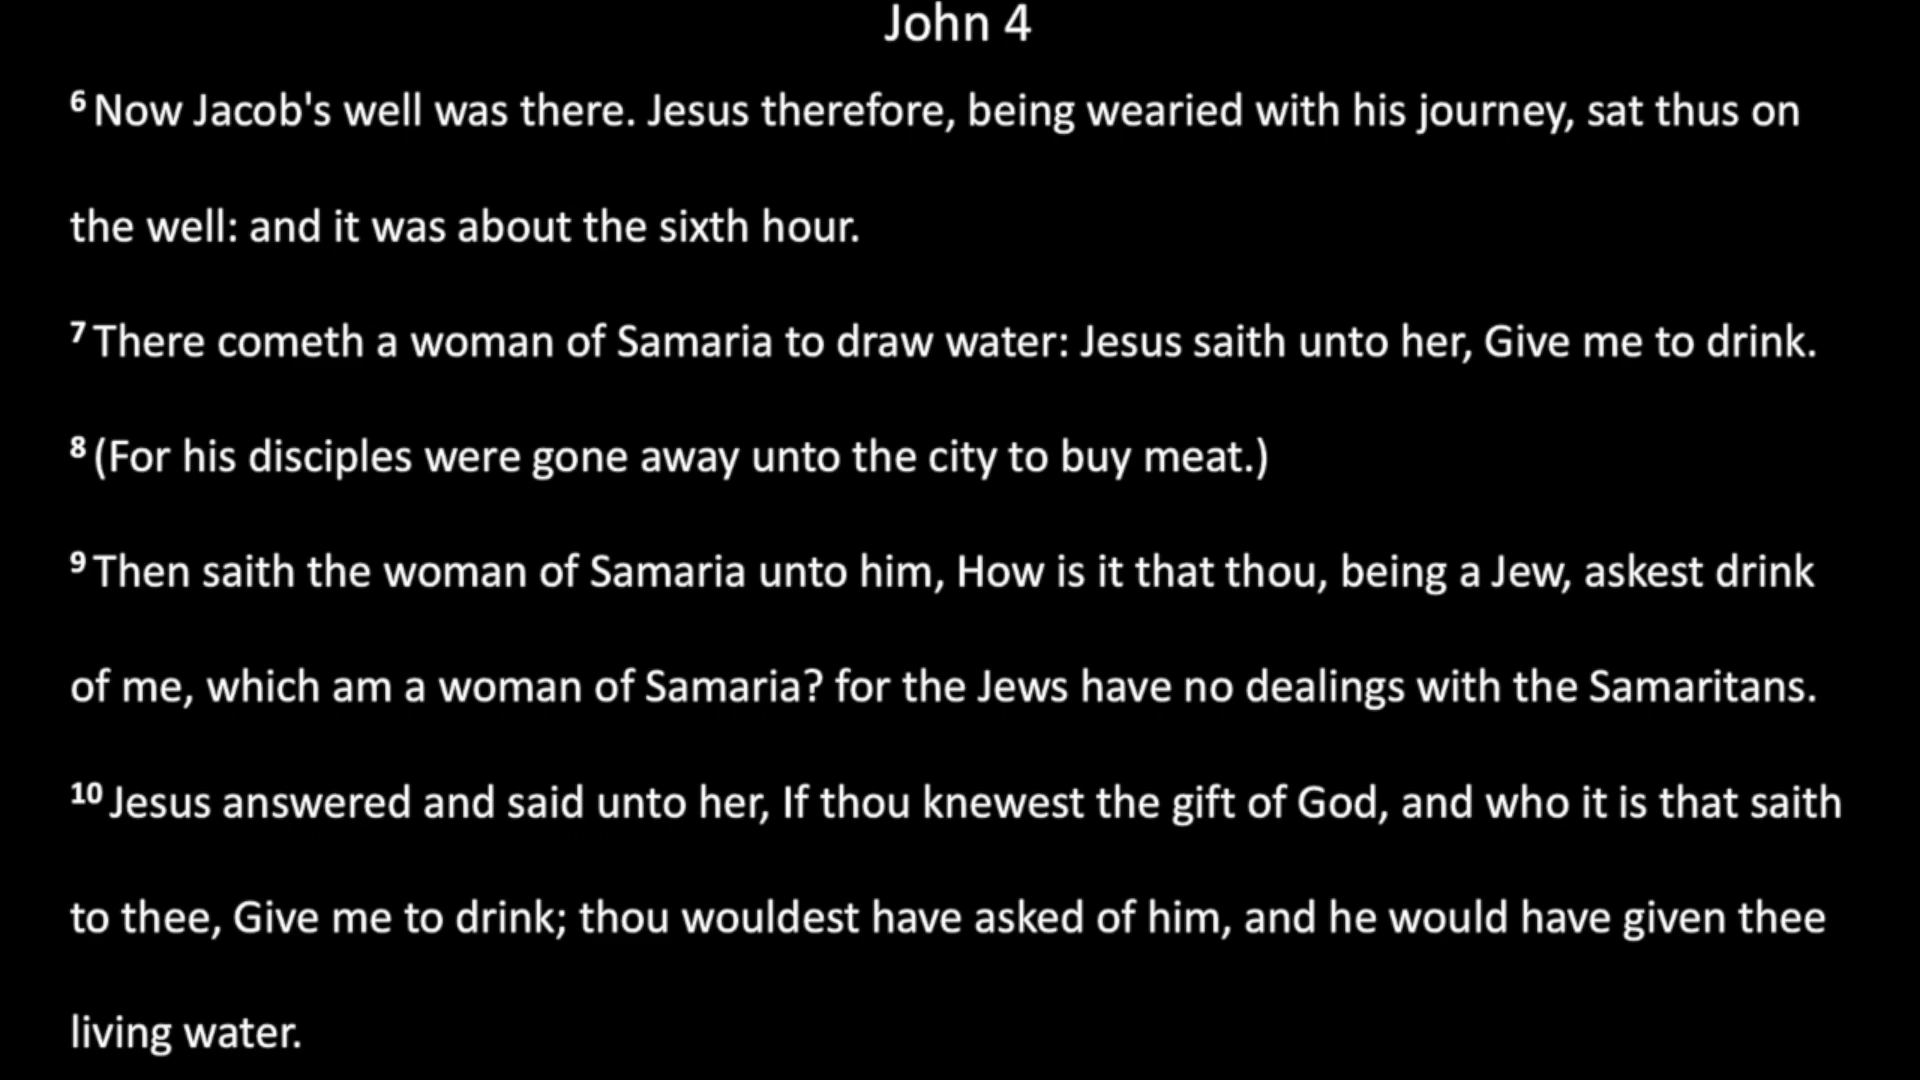 John 4
6 Now Jacob's well was there. Jesus therefore, being wearied with his journey, sat thus on
the well: and it was about the sixth hour.
7 There cometh a woman of Samaria to draw water: Jesus saith unto her, Give me to drink.
8 (For his disciples were gone away unto the city to buy meat.)
9 Then saith the woman of Samaria unto him, How is it that thou, being a Jew, askest drink
of me, which am a woman of Samaria? for the Jews have no dealings with the Samaritans.
10 Jesus answered and said unto her, If thou knewest the gift of God, and who it is that saith
to thee, Give me to drink; thou wouldest have asked of him, and he would have given thee
living water.